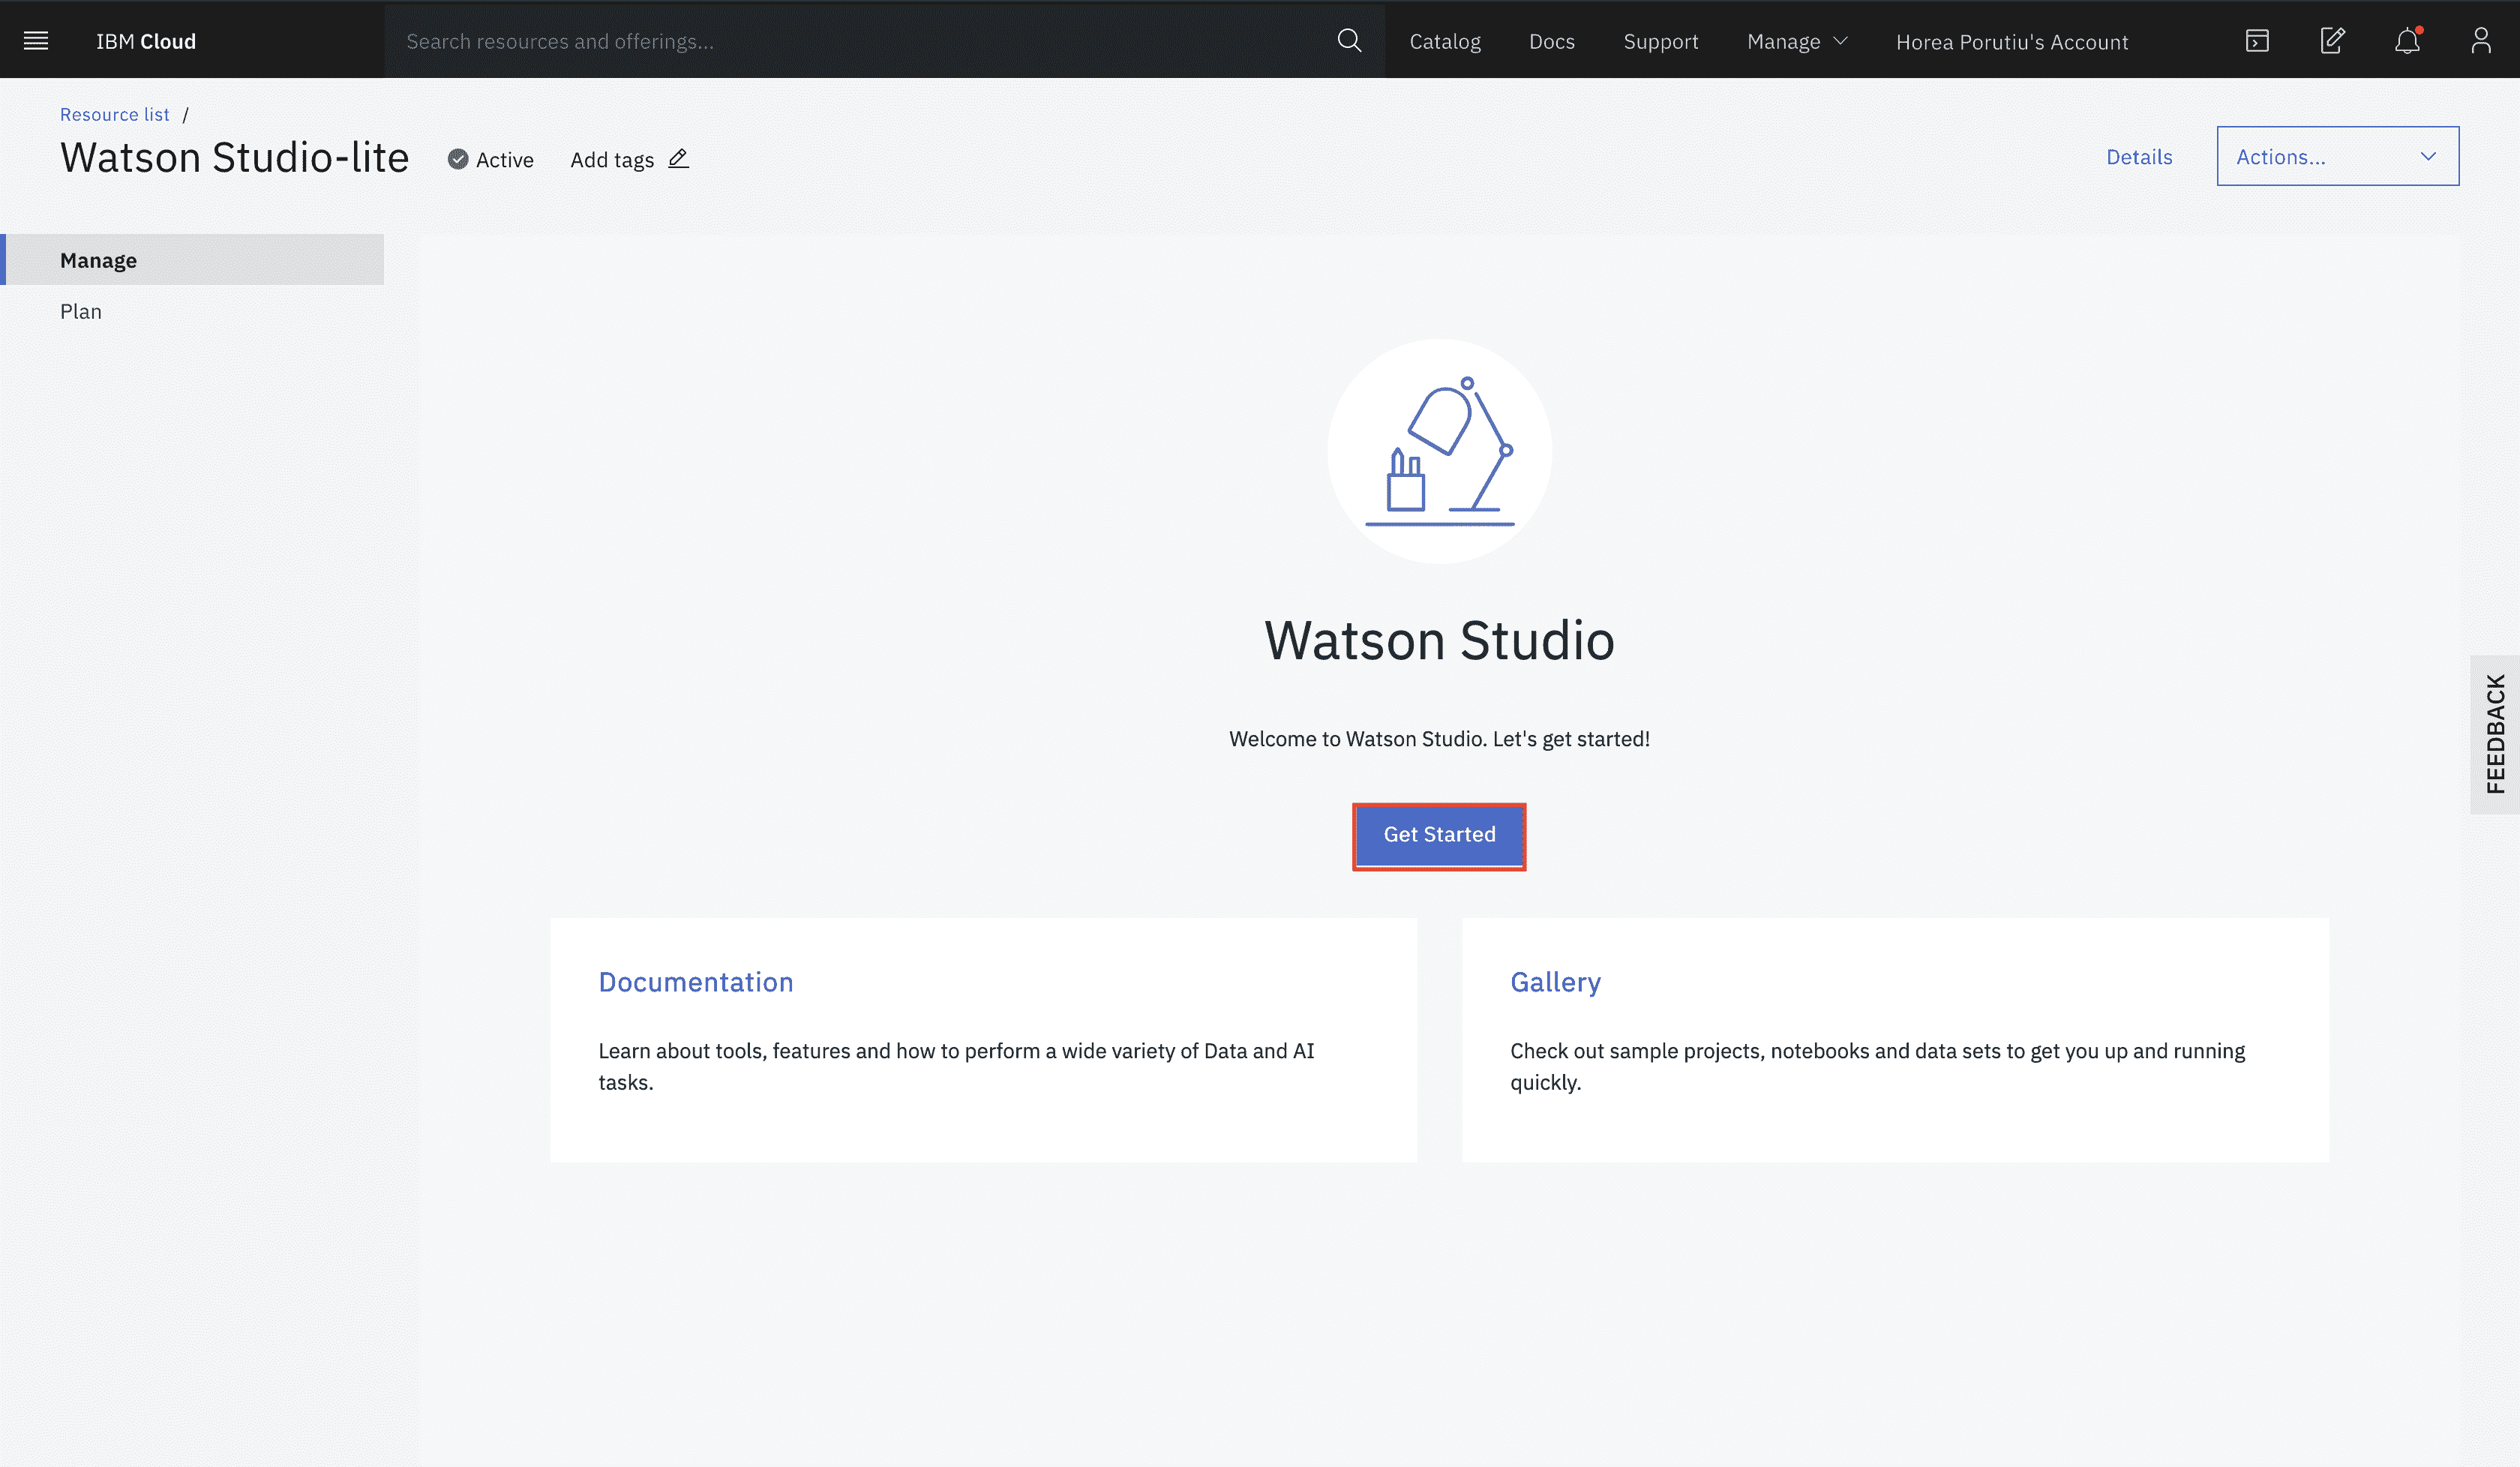 IBM Cloud
Search resources and offerings...
Catalog
Docs
Support
Manage
Horea Porutiu's Account
Resource list /
Watson Studio-lite
Active
Add tags
Details
Actions...
Manage
Plan
Watson Studio
Welcome to Watson Studio. Let's get started!
Get Started
FEEDBACK
Documentation
Learn about tools, features and how to perform a wide variety of Data and AI
tasks.
Gallery
Check out sample projects, notebooks and data sets to get you up and running
quickly.